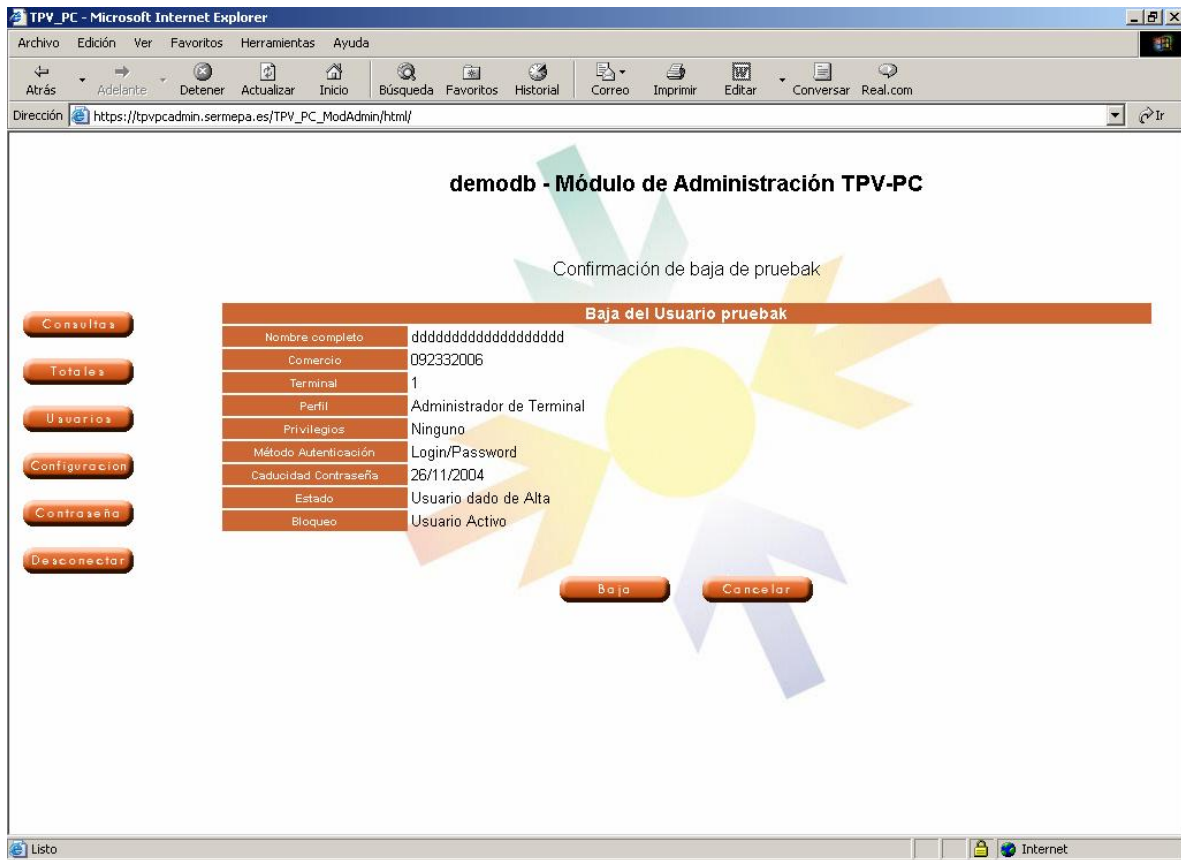 TPV_PC - Microsoft Internet Explorer
Archivo Edición Ver Favoritos Herramientas Ayuda
Atrás Adelante Detener Actualizar Inicio Búsqueda Favoritos Historial Correo Imprimir Editar Conversar Real.com
Dirección https://tpvpcadmin.sermepa.es/TPV_PC_ModAdmin/html/ Ir
demodb - Módulo de Administración TPV-PC
Confirmación de baja de pruebak
Consultas
Totales
Usuarios
Configuracion
Contraseña
Desconectar
Baja del Usuario pruebak
Nombre completo ddddddddddddddddddd
Comercio 092332006
Terminal 1
Perfil Administrador de Terminal
Privilegios Ninguno
Método Autenticación Login/Password
Caducidad Contraseña 26/11/2004
Estado Usuario dado de Alta
Bloqueo Usuario Activo
Baja Cancelar
Listo Internet